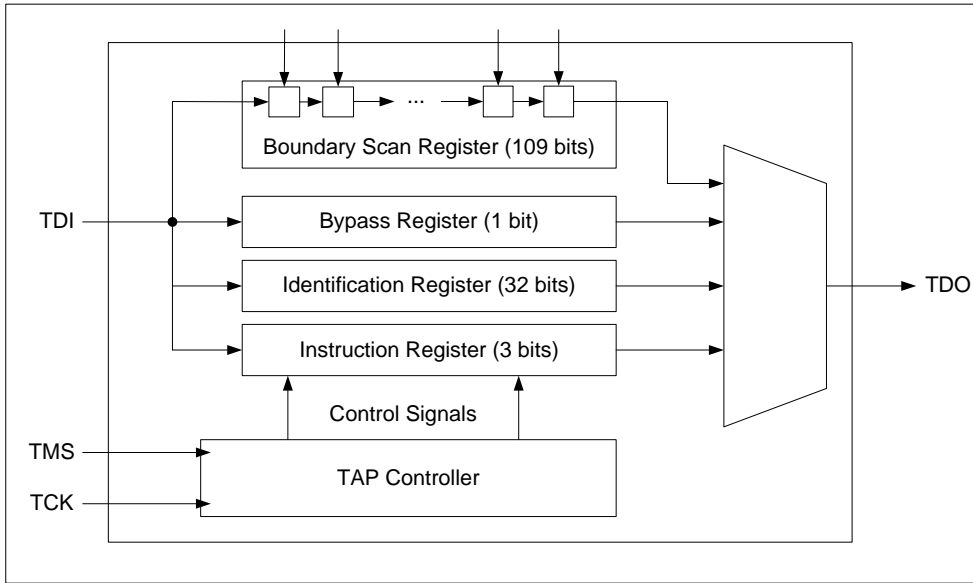 ...
Boundary Scan Register (109 bits)
TDI
Bypass Register (1 bit)
Identification Register (32 bits)
TDO
Instruction Register (3 bits)
Control Signals
TMS
TAP Controller
TCK